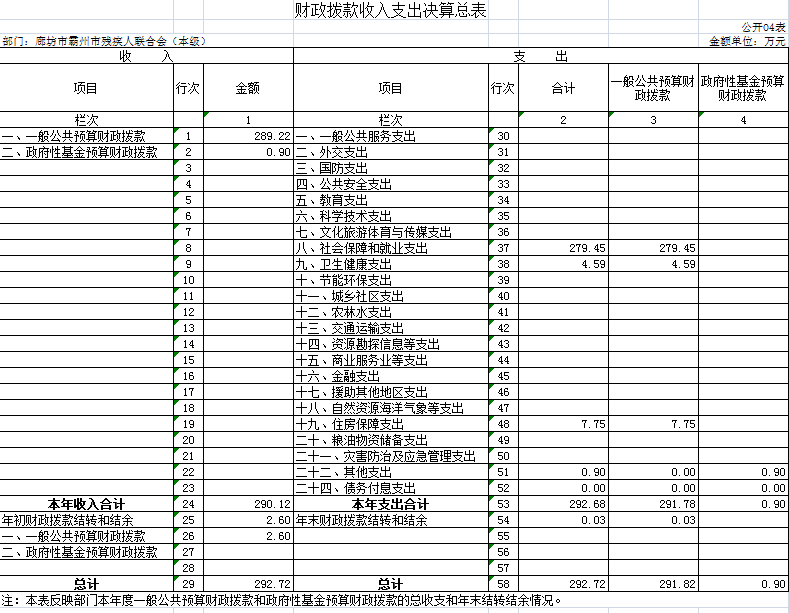 财政拨款收入支出决算总表
公开04表
部门：廊坊市霸州市残疾人联合会（本级） 金额单位：万元
收 入 支 出
项目 行次 金额 项目 行次 合计 一般公共预算财政拨款 政府性基金预算财政拨款
栏次 1 栏次 2 3 4
一、一般公共预算财政拨款 1 289.22 一、一般公共服务支出 30
二、政府性基金预算财政拨款 2 0.90 二、外交支出 31
3 三、国防支出 32
4 四、公共安全支出 33
5 五、教育支出 34
6 六、科学技术支出 35
7 七、文化旅游体育与传媒支出 36
8 八、社会保障和就业支出 37 279.45 279.45
9 九、卫生健康支出 38 4.59 4.59
10 十、节能环保支出 39
11 十一、城乡社区支出 40
12 十二、农林水支出 41
13 十三、交通运输支出 42
14 十四、资源勘探信息等支出 43
15 十五、商业服务业等支出 44
16 十六、金融支出 45
17 十七、援助其他地区支出 46
18 十八、自然资源海洋气象等支出 47
19 十九、住房保障支出 48 7.75 7.75
20 二十、粮油物资储备支出 49
21 二十一、灾害防治及应急管理支出 50
22 二十二、其他支出 51 0.90 0.00 0.90
23 二十四、债务付息支出 52 0.00 0.00 0.00
本年收入合计 24 290.12 本年支出合计 53 292.68 291.78 0.90
年初财政拨款结转和结余 25 2.60 年末财政拨款结转和结余 54 0.03 0.03
一、一般公共预算财政拨款 26 2.60 55
二、政府性基金预算财政拨款 27 56
28 57
总计 29 292.72 总计 58 292.72 291.82 0.90
注：本表反映部门本年度一般公共预算财政拨款和政府性基金预算财政拨款的总收支和年末结转结余情况。